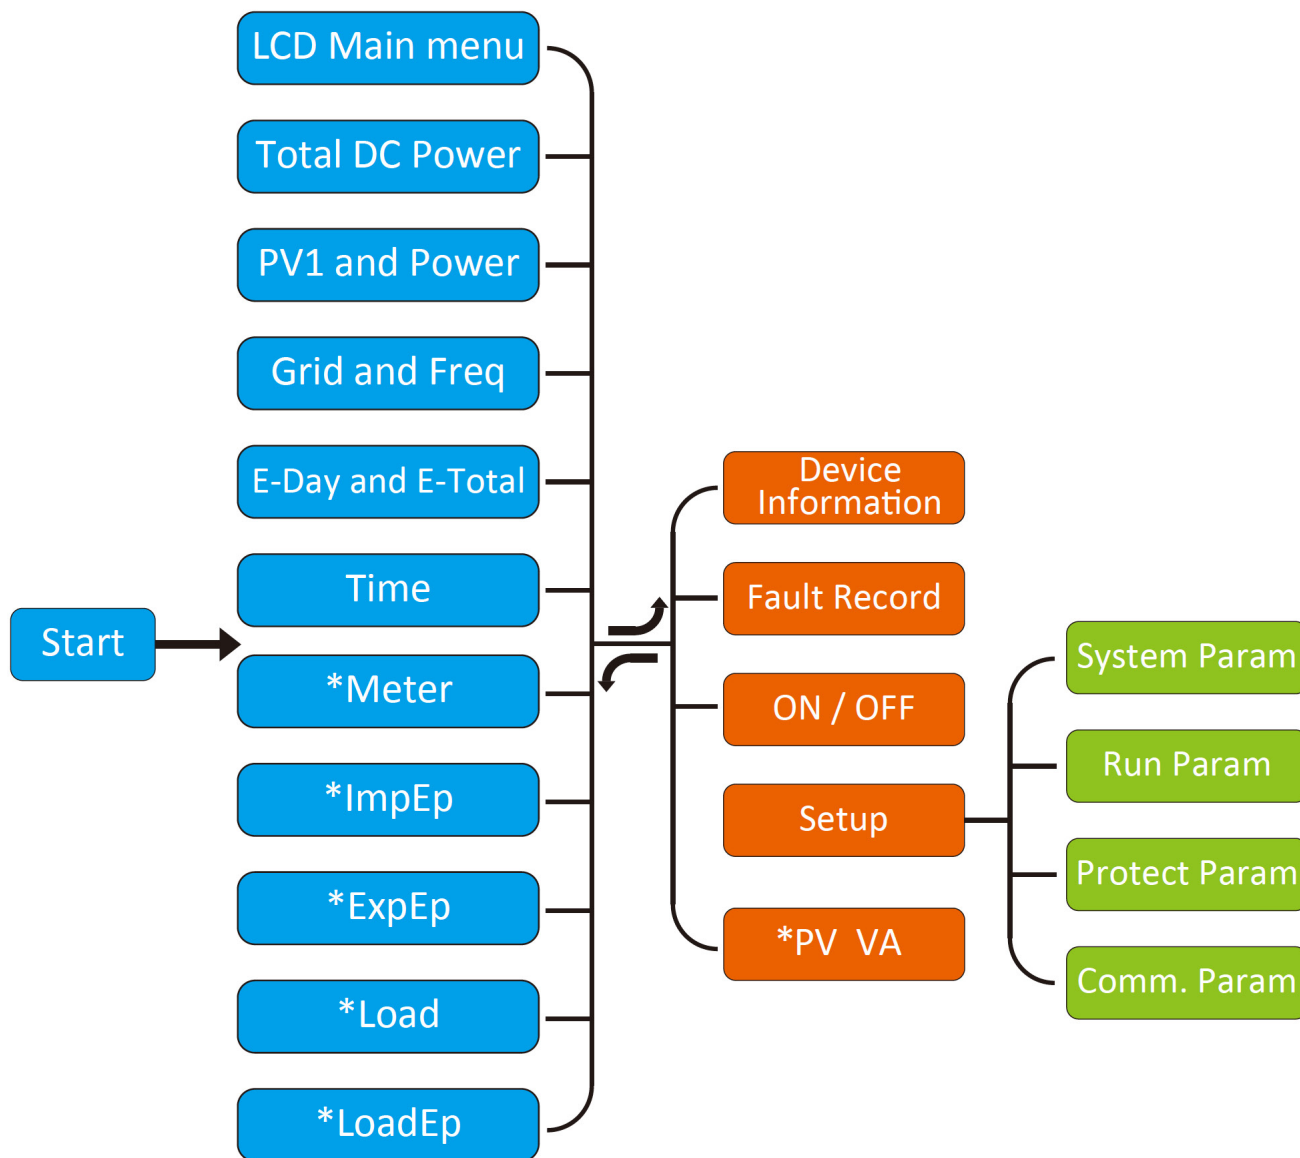 Start
LCD Main menu
Total DC Power
PV1 and Power
Grid and Freq
E-Day and E-Total
Time
*Meter
*ImpEp
*ExpEp
*Load
*LoadEp
Device
Information
Fault Record
ON / OFF
Setup
*PV VA
System Param
Run Param
Protect Param
Comm. Param